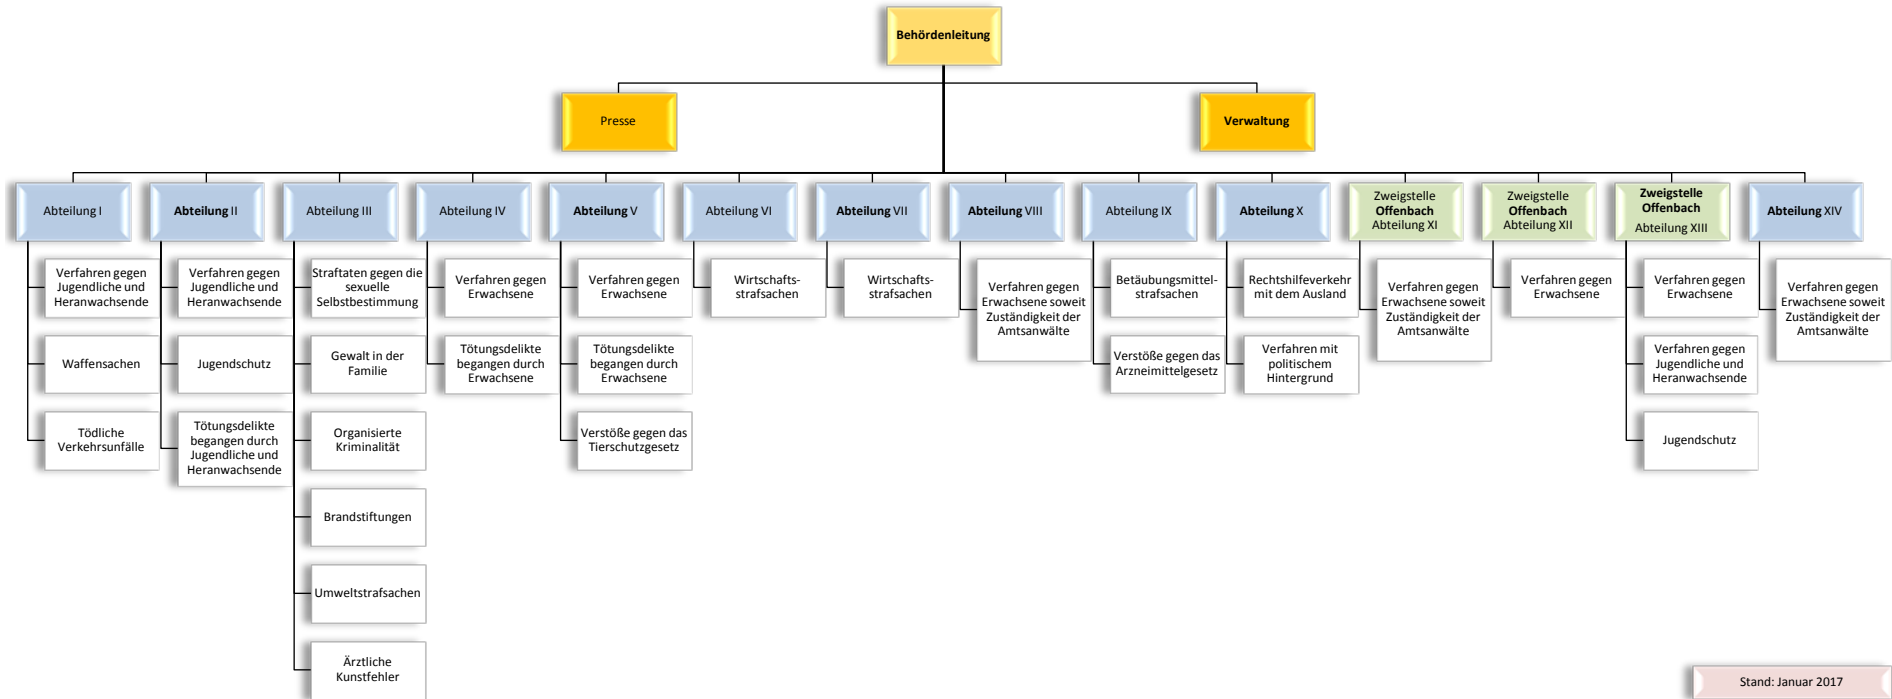 Behördenleitung
Presse
Verwaltung
Abteilung I
Abteilung II
Abteilung III
Abteilung IV
Abteilung V
Abteilung VI
Abteilung VII
Abteilung VIII
Abteilung IX
Abteilung X
Zweigstelle
Offenbach
Abteilung XI
Zweigstelle
Offenbach
Abteilung XII
Zweigstelle
Offenbach
Abteilung XIII
Abteilung XIV
Verfahren gegen
Jugendliche und
Heranwachsende
Waffensachen
Tödliche
Verkehrsunfälle
Verfahren gegen
Jugendliche und
Heranwachsende
Jugendschutz
Tötungsdelikte
begangen durch
Jugendliche und
Heranwachsende
Straftaten gegen die
sexuelle
Selbstbestimmung
Gewalt in der
Familie
Organisierte
Kriminalität
Brandstiftungen
Umweltstrafsachen
Ärztliche
Kunstfehler
Verfahren gegen
Erwachsene
Tötungsdelikte
begangen durch
Erwachsene
Verfahren gegen
Erwachsene
Tötungsdelikte
begangen durch
Erwachsene
Verstöße gegen das
Tierschutzgesetz
Wirtschafts-
strafsachen
Wirtschafts-
strafsachen
Verfahren gegen
Erwachsene soweit
Zuständigkeit der
Amtsanwälte
Betäubungsmittel-
strafsachen
Verstöße gegen das
Arzneimittelgesetz
Rechtshilfeverkehr
mit dem Ausland
Verfahren mit
politischem
Hintergrund
Verfahren gegen
Erwachsene soweit
Zuständigkeit der
Amtsanwälte
Verfahren gegen
Erwachsene
Verfahren gegen
Erwachsene
Verfahren gegen
Jugendliche und
Heranwachsende
Jugendschutz
Verfahren gegen
Erwachsene soweit
Zuständigkeit der
Amtsanwälte
Stand: Januar 2017